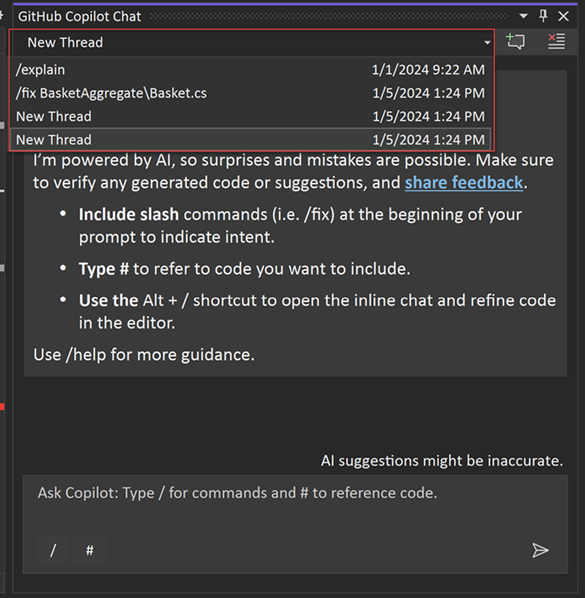 GitHub Copilot Chat
New Thread
/explain 1/1/2024 9:22 AM
/fix BasketAggregate\Basket.cs 1/5/2024 1:24 PM
New Thread 1/5/2024 1:24 PM
New Thread 1/5/2024 1:24 PM
I'm powered by AI, so surprises and mistakes are possible. Make sure
to verify any generated code or suggestions, and share feedback.
• Include slash commands (i.e. /fix) at the beginning of your
prompt to indicate intent.
• Type # to refer to code you want to include.
• Use the Alt + / shortcut to open the inline chat and refine code
in the editor.
Use /help for more guidance.
AI suggestions might be inaccurate.
Ask Copilot: Type / for commands and # to reference code.
/ #